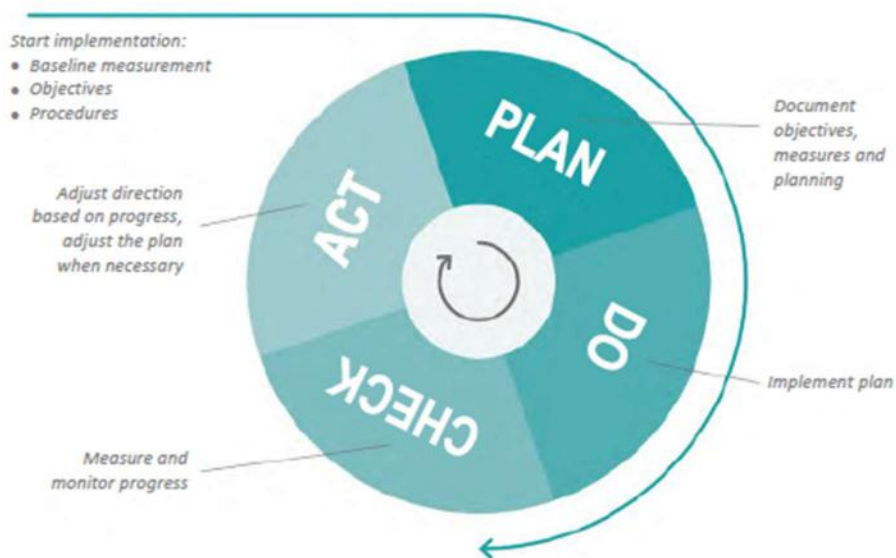 Start implementation:
• Baseline measurement
• Objectives
• Procedures
PLAN
Document
objectives,
measures and
planning
DO
Implement plan
CHECK
Measure and
monitor progress
ACT
Adjust direction
based on progress,
adjust the plan
when necessary